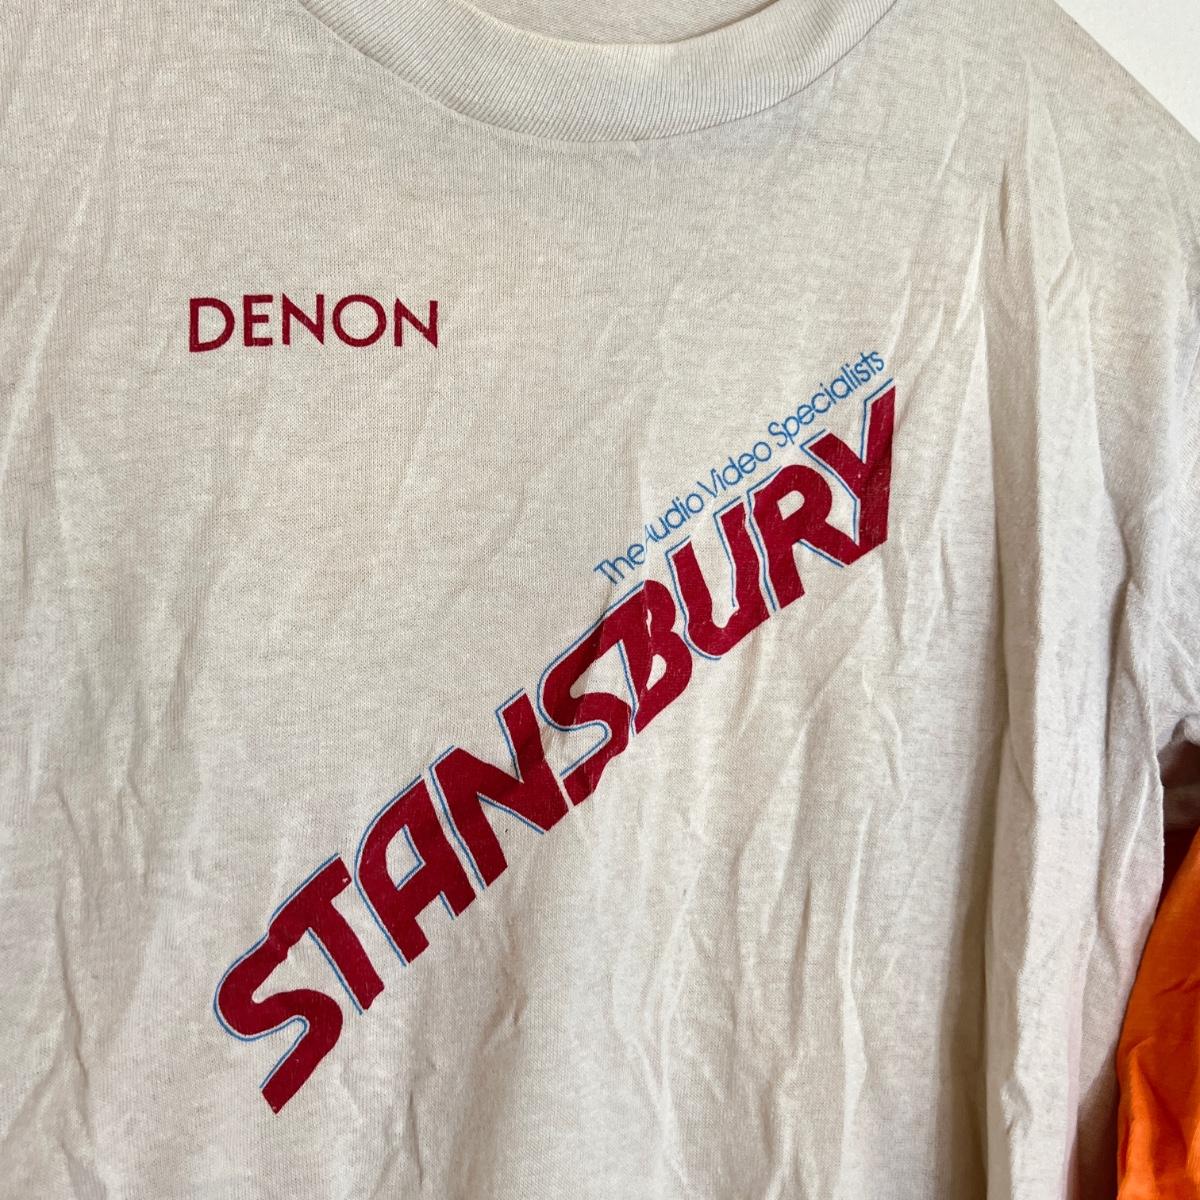 DENON
The Audio Video Specialists
STANSBURY